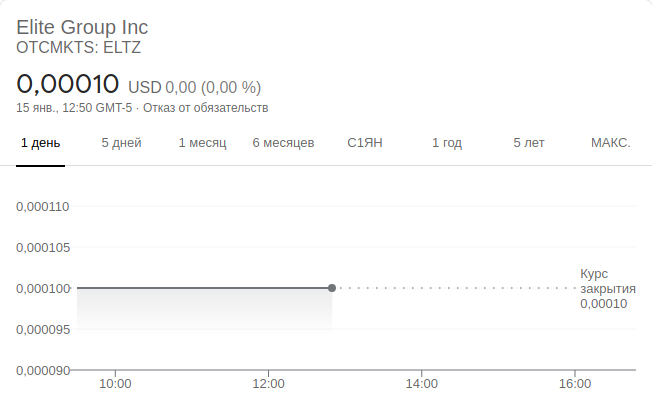 Elite Group Inc
OTCMKTS: ELTZ
0,00010 USD 0,00 (0,00 %)
15 янв., 12:50 GMT-5 · Отказ от обязательств
1 день 5 дней 1 месяц 6 месяцев С1ЯН 1 год 5 лет МАКС.
0,000110
0,000105
0,000100
0,000095
0,000090
Курс
закрытия
0,00010
10:00 12:00 14:00 16:00